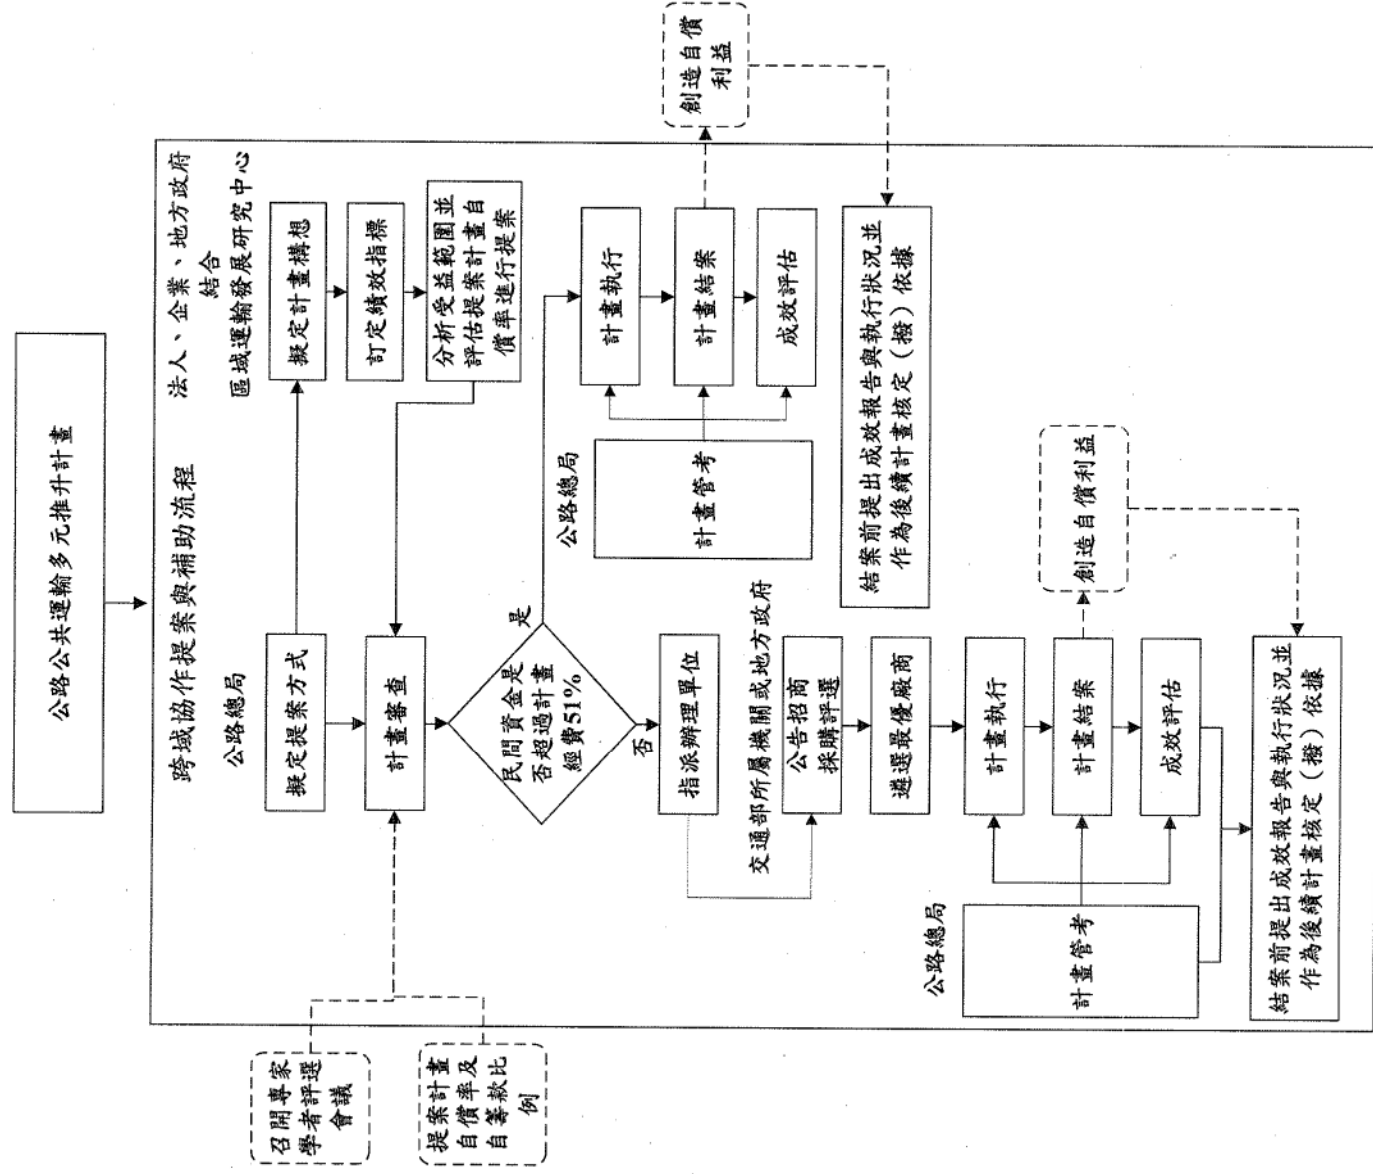 公路公共運輸多元推升計畫
跨域協作提案與補助流程
法人、企業、地方政府
結合
區域運輸發展研究中心
公路總局
擬定提案方式
擬定計畫構想
訂定績效指標
分析受益範圍並
評估提案計畫自
償率進行提案
計畫審查
召開專家
學者評選
會議
提案計畫
自償率及
自籌款比
例
民間資金是
否超過計畫
經費51%
是
否
公路總局
計畫管考
計畫執行
計畫結案
成效評估
創造自償
利益
結案前提出成效報告與執行狀況並
作為後續計畫核定（撥）依據
指派辦理單位
交通部所屬機關或地方政府
公告招商
採購評選
遴選最優廠商
公路總局
計畫管考
計畫執行
計畫結案
成效評估
創造自償利益
結案前提出成效報告與執行狀況並
作為後續計畫核定（撥）依據